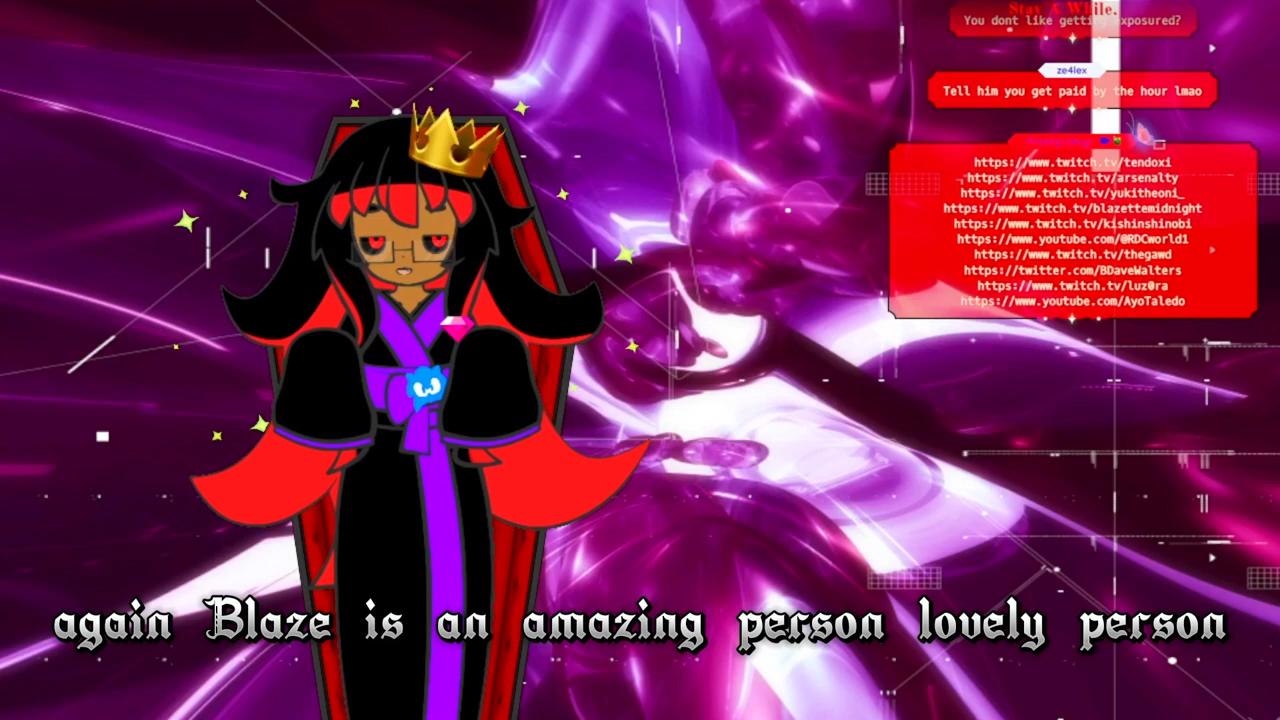 Stay A While.
You dont like getting exposured?
ze4lex
Tell him you get paid by the hour lmao
https://www.twitch.tv/tendoxi
https://www.twitch.tv/arsenalty
https://www.twitch.tv/yukitheoni_
https://www.twitch.tv/blazettemidnight
https://www.twitch.tv/kishinshinobi
https://www.youtube.com/@RDCworld1
https://www.twitch.tv/thegawd
https://twitter.com/BDaveWalters
https://www.twitch.tv/luz0ra
https://www.youtube.com/AyoTaledo
again Blaze is an amazing person lovely person